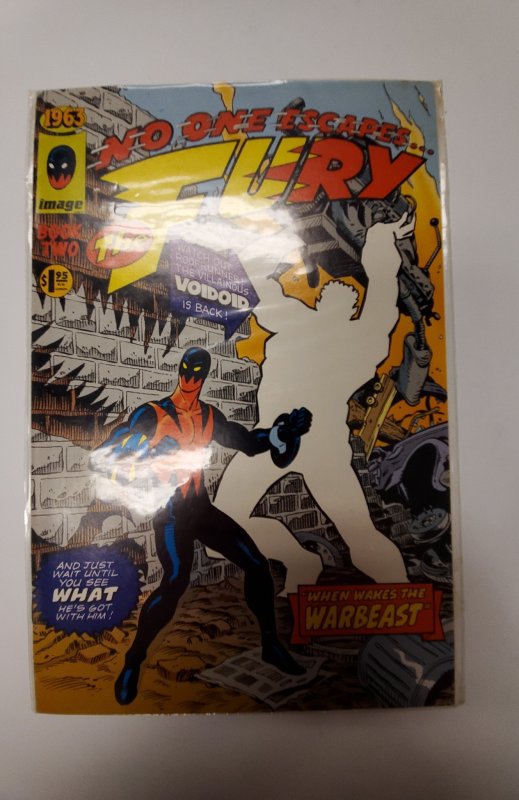 1963
NO ONE ESCAPES...
The
FURY
image
BOOK
TWO
$1.95
WATCH OUT,
THE VILLAINOUS
VOIDOID
IS BACK!
AND JUST
WAIT UNTIL
YOU SEE
WHAT
HE'S GOT
WITH HIM!
"WHEN WAKES THE
WARBEAST"